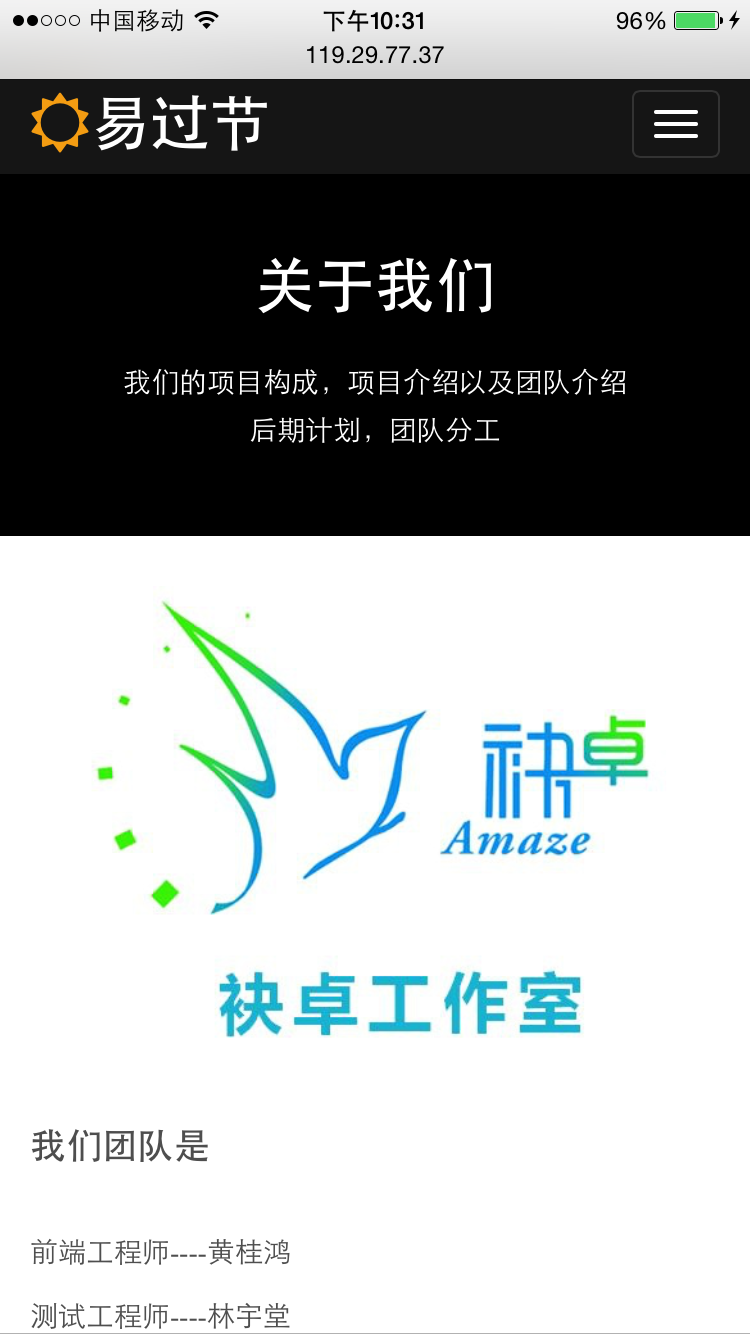 中国移动 下午10:31 96%
119.29.77.37
易过节
关于我们
我们的项目构成，项目介绍以及团队介绍
后期计划，团队分工
袂卓
Amaze
袂卓工作室
我们团队是
前端工程师----黄桂鸿
测试工程师----林宇堂